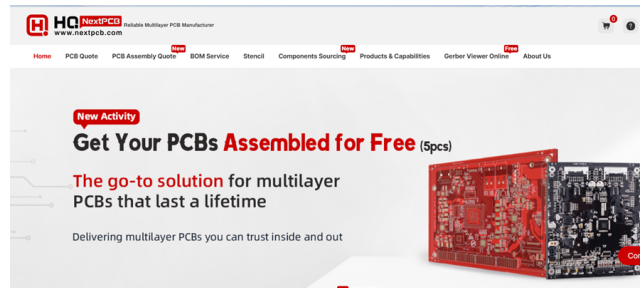 HQ NextPCB Reliable Multilayer PCB Manufacturer
www.nextpcb.com
0
?
New New Free
Home PCB Quote PCB Assembly Quote BOM Service Stencil Components Sourcing Products & Capabilities Gerber Viewer Online About Us
New Activity
Get Your PCBs Assembled for Free (5pcs)
The go-to solution for multilayer
PCBs that last a lifetime
Delivering multilayer PCBs you can trust inside and out